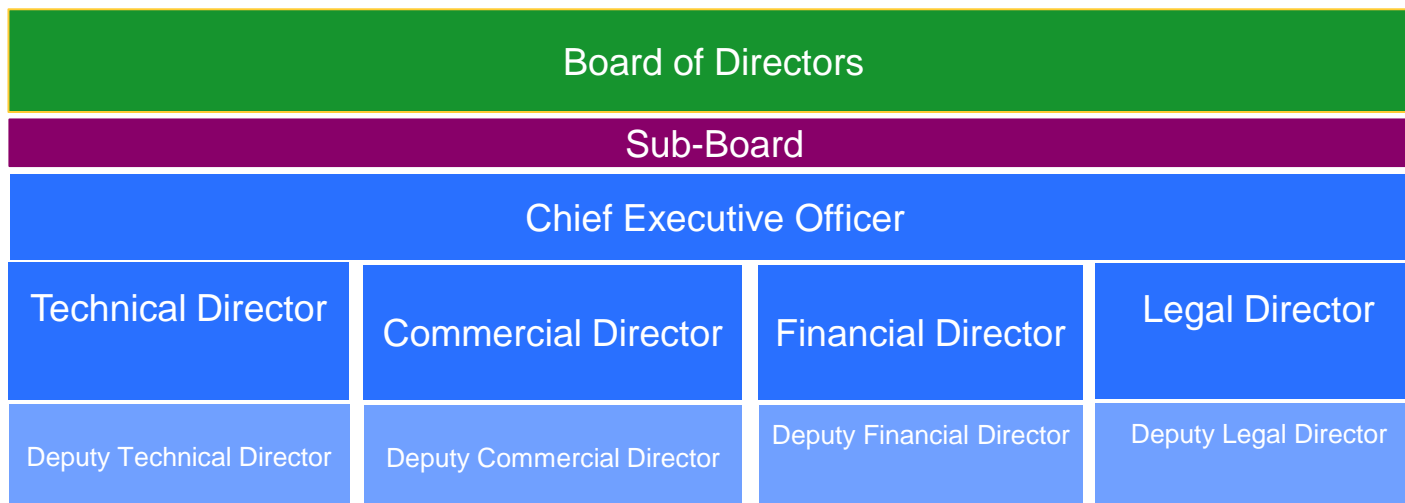 Board of Directors
Sub-Board
Chief Executive Officer
Technical Director
Commercial Director
Financial Director
Legal Director
Deputy Technical Director
Deputy Commercial Director
Deputy Financial Director
Deputy Legal Director